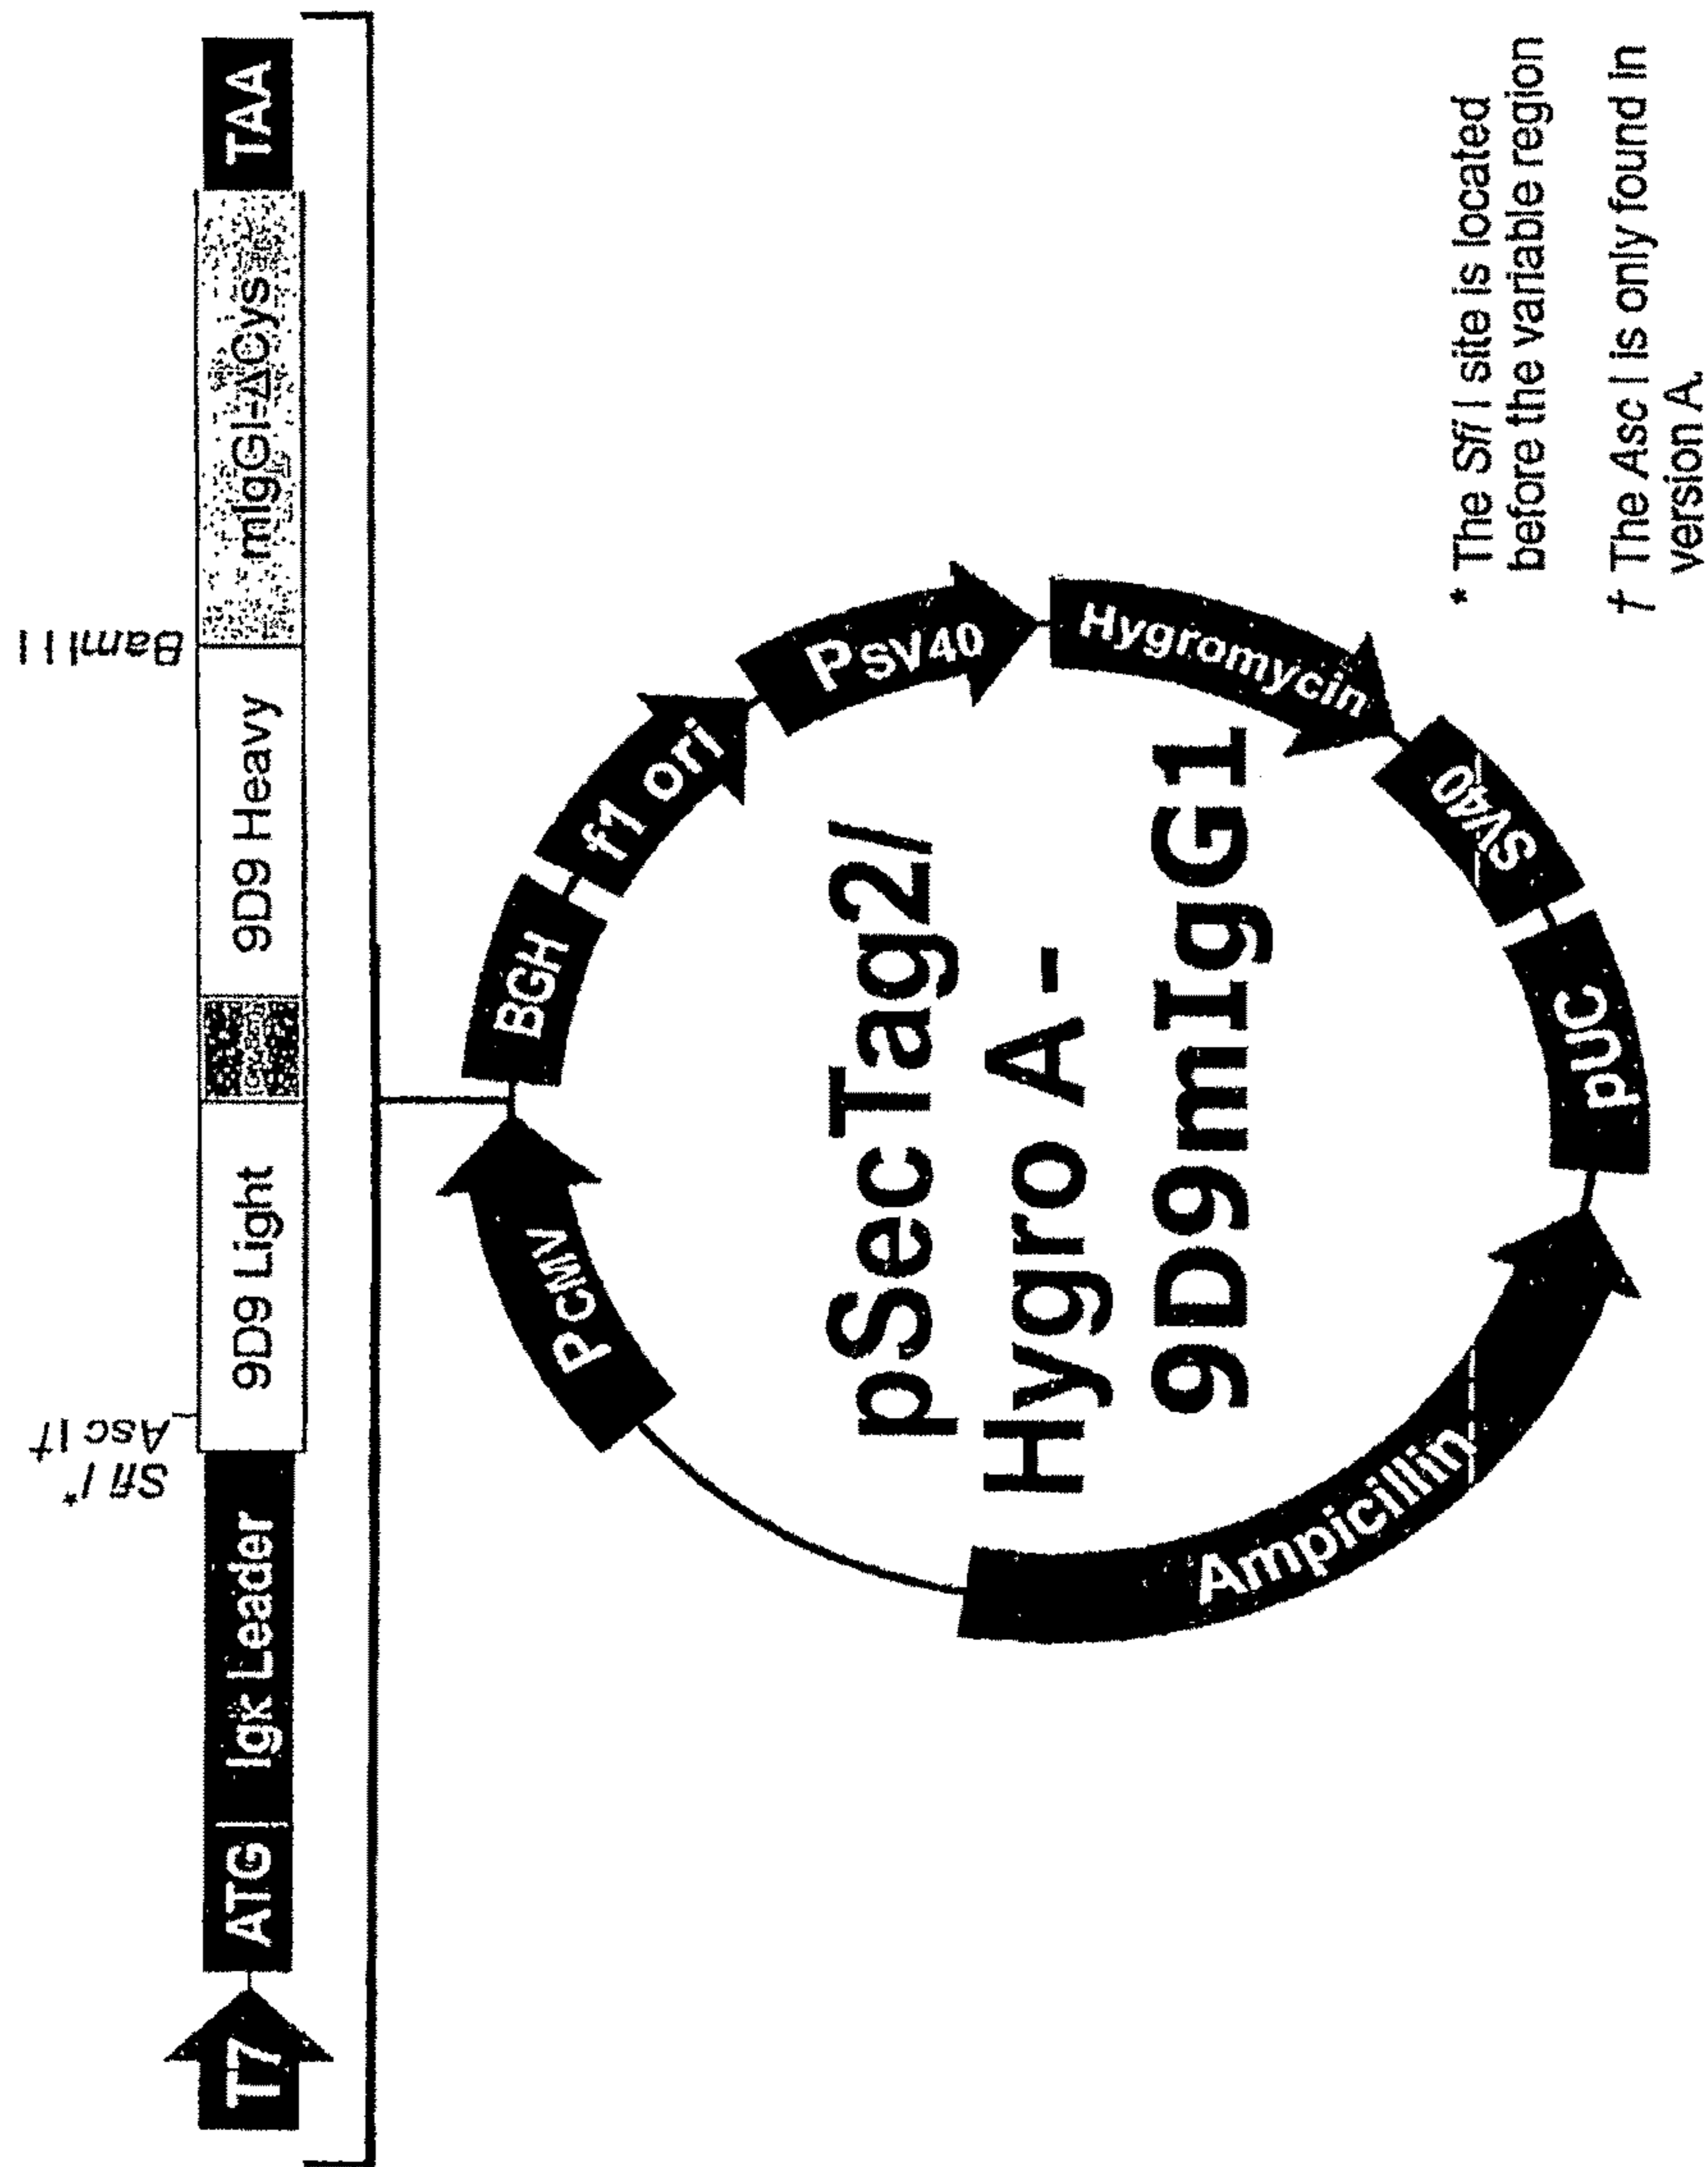 Sfi I*
Asc I†
BamI I I
T7
ATG
Igκ Leader
9D9 Light
9D9 Heavy
mIgGI-ΔCys
TAA
PCMV
BGH
f1 ori
PSV40
Hygromycin
SV40
pUC
Ampicillin
pSecTag2/
Hygro A-
9D9mIgG1
* The Sfi I site is located
before the variable region
† The Asc I is only found in
version A.